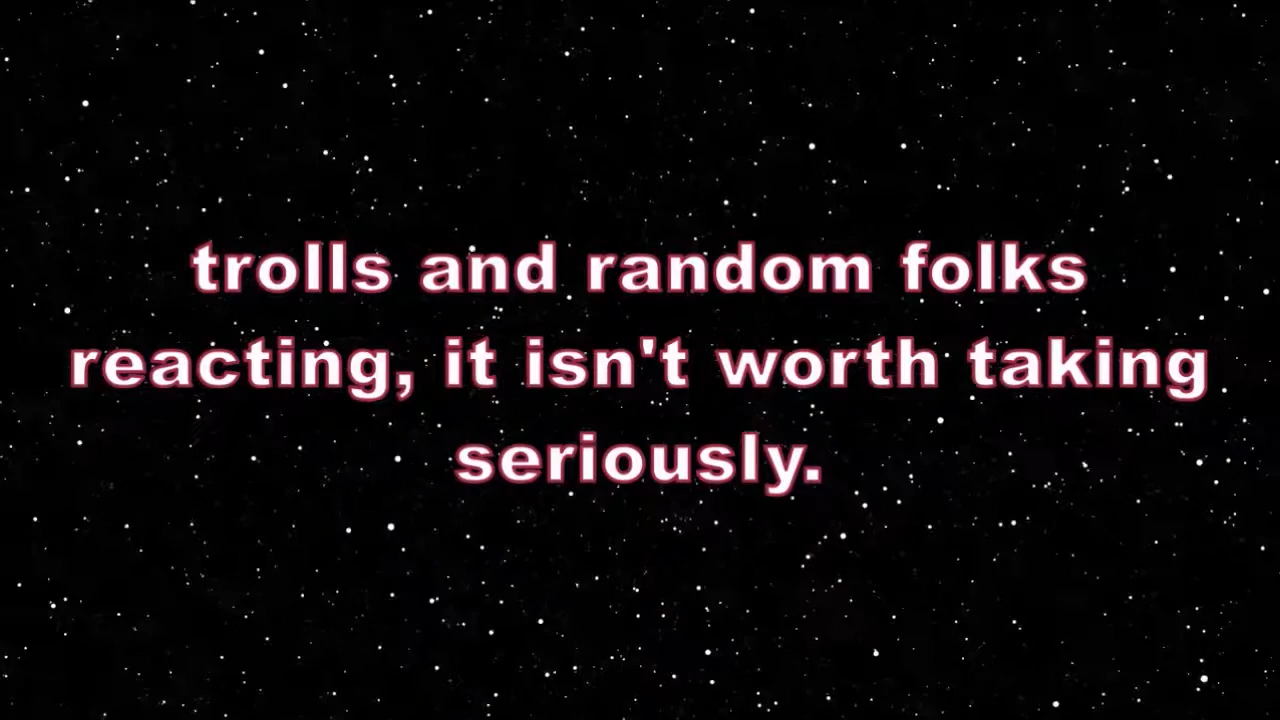 trolls and random folks
reacting, it isn't worth taking
seriously.